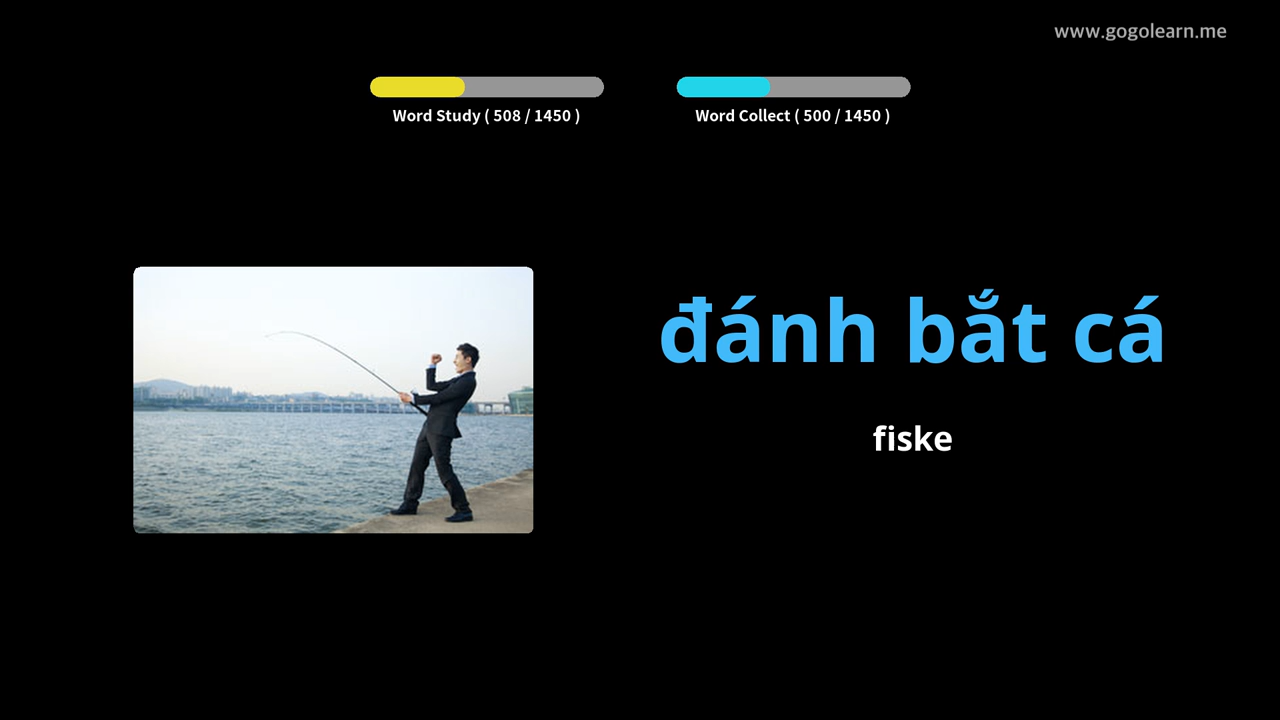 www.gogolearn.me
Word Study ( 508 / 1450 )
Word Collect ( 500 / 1450 )
đánh bắt cá
fiske